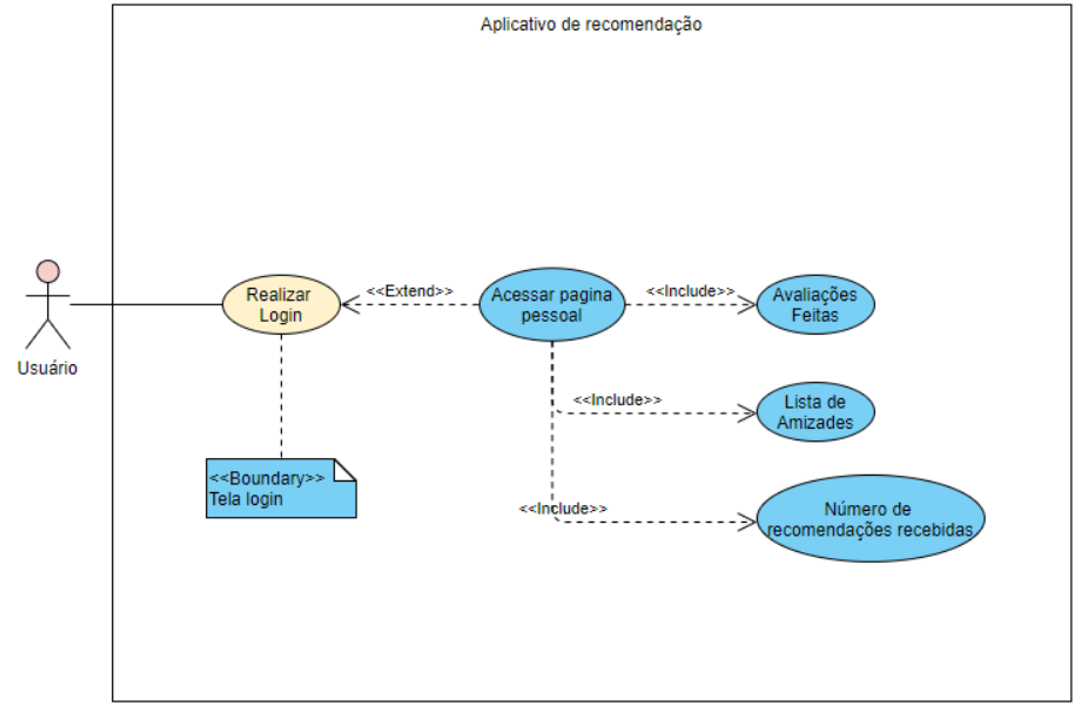 Aplicativo de recomendação
Usuário
Realizar
Login
<<Extend>>
Acessar pagina
pessoal
<<Include>>
Avaliações
Feitas
<<Include>>
Lista de
Amizades
<<Boundary>>
Tela login
<<Include>>
Número de
recomendações recebidas